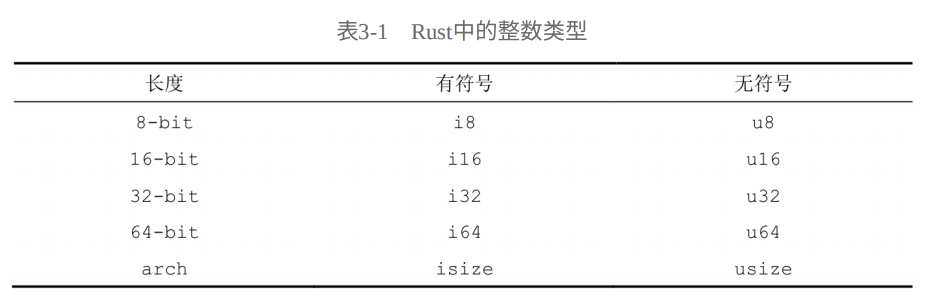 表3-1 Rust中的整数类型
长度 有符号 无符号
8-bit i8 u8
16-bit i16 u16
32-bit i32 u32
64-bit i64 u64
arch isize usize